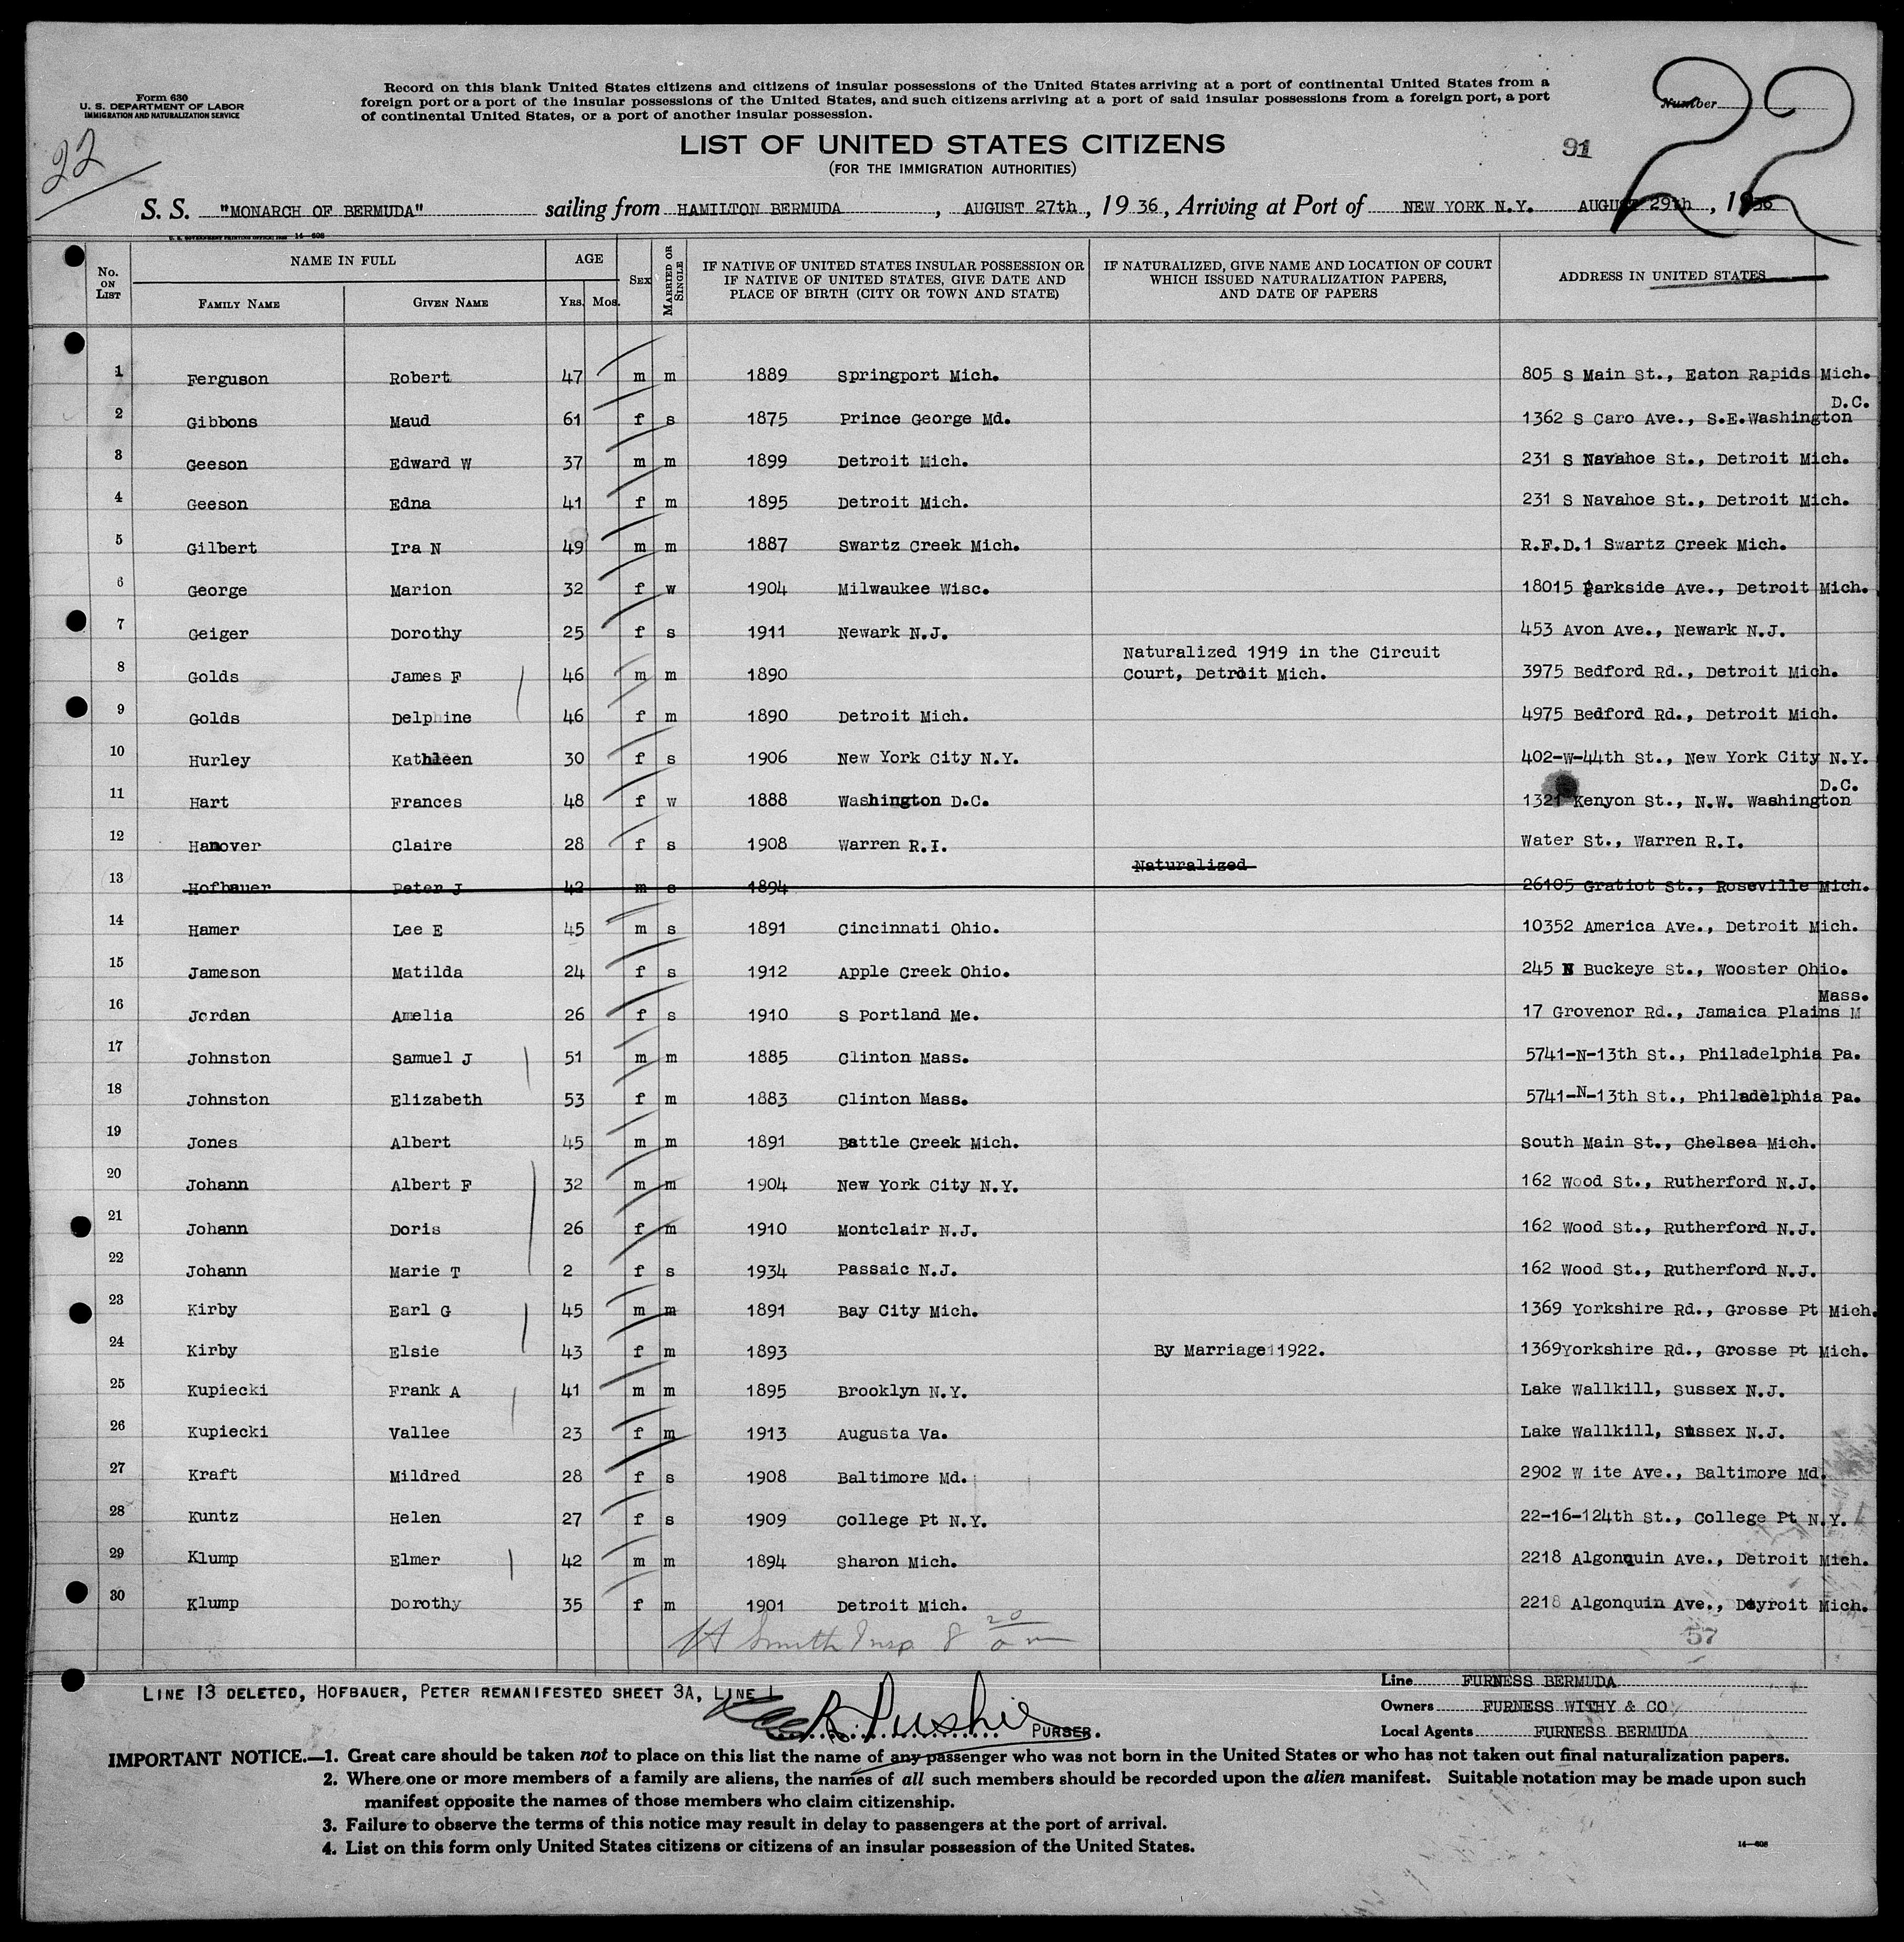 Form 630
U. S. DEPARTMENT OF LABOR
IMMIGRATION AND NATURALIZATION SERVICE
Record on this blank United States citizens and citizens of insular possessions of the United States arriving at a port of continental United States from a
foreign port or a port of the insular possessions of the United States, and such citizens arriving at a port of said insular possessions from a foreign port, a port
of continental United States, or a port of another insular possession.
Number
22
22
91
LIST OF UNITED STATES CITIZENS
(FOR THE IMMIGRATION AUTHORITIES)
S. S. "MONARCH OF BERMUDA" sailing from HAMILTON BERMUDA, AUGUST 27th, 1936, Arriving at Port of NEW YORK N.Y. AUGUST 29th, 1936
U. S. GOVERNMENT PRINTING OFFICE 14—608
No. ON LIST NAME IN FULL FAMILY NAME GIVEN NAME AGE YRS. MOS. SEX MARRIED OR SINGLE IF NATIVE OF UNITED STATES INSULAR POSSESSION OR IF NATIVE OF UNITED STATES, GIVE DATE AND PLACE OF BIRTH (CITY OR TOWN AND STATE) IF NATURALIZED, GIVE NAME AND LOCATION OF COURT WHICH ISSUED NATURALIZATION PAPERS, AND DATE OF PAPERS ADDRESS IN UNITED STATES
1 Ferguson Robert 47 m m 1889 Springport Mich. 805 S Main St., Eaton Rapids Mich.
D.C.
2 Gibbons Maud 61 f s 1875 Prince George Md. 1362 S Caro Ave., S.E.Washington
3 Geeson Edward W 37 m m 1899 Detroit Mich. 231 S Navahoe St., Detroit Mich.
4 Geeson Edna 41 f m 1895 Detroit Mich. 231 S Navahoe St., Detroit Mich.
5 Gilbert Ira N 49 m m 1887 Swartz Creek Mich. R.F.D.1 Swartz Creek Mich.
6 George Marion 32 f w 1904 Milwaukee Wisc. 18015 Parkside Ave., Detroit Mich.
7 Geiger Dorothy 25 f s 1911 Newark N.J. 453 Avon Ave., Newark N.J.
Naturalized 1919 in the Circuit
8 Golds James F 46 m m 1890 Court, Detroit Mich. 3975 Bedford Rd., Detroit Mich.
9 Golds Delphine 46 f m 1890 Detroit Mich. 4975 Bedford Rd., Detroit Mich.
10 Hurley Kathleen 30 f s 1906 New York City N.Y. 402-W-44th St., New York City N.Y.
D.C.
11 Hart Frances 48 f w 1888 Washington D.C. 1321 Kenyon St., N.W. Washington
12 Hanover Claire 28 f s 1908 Warren R.I. Water St., Warren R.I.
Naturalized
13 Hofbauer Peter J 42 m s 1894 26105 Gratiot St., Roseville Mich.
14 Hamer Lee E 45 m s 1891 Cincinnati Ohio. 10352 America Ave., Detroit Mich.
15 Jameson Matilda 24 f s 1912 Apple Creek Ohio. 245 N Buckeye St., Wooster Ohio.
Mass.
16 Jordan Amelia 26 f s 1910 S Portland Me. 17 Grovenor Rd., Jamaica Plains M
17 Johnston Samuel J 51 m m 1885 Clinton Mass. 5741-N-13th St., Philadelphia Pa.
18 Johnston Elizabeth 53 f m 1883 Clinton Mass. 5741-N-13th St., Philadelphia Pa.
19 Jones Albert 45 m m 1891 Battle Creek Mich. South Main St., Chelsea Mich.
20 Johann Albert F 32 m m 1904 New York City N.Y. 162 Wood St., Rutherford N.J.
21 Johann Doris 26 f m 1910 Montclair N.J. 162 Wood St., Rutherford N.J.
22 Johann Marie T 2 f s 1934 Passaic N.J. 162 Wood St., Rutherford N.J.
23 Kirby Earl G 45 m m 1891 Bay City Mich. 1369 Yorkshire Rd., Grosse Pt Mich.
24 Kirby Elsie 43 f m 1893 By Marriage 1922. 1369Yorkshire Rd., Grosse Pt Mich.
25 Kupiecki Frank A 41 m m 1895 Brooklyn N.Y. Lake Wallkill, Sussex N.J.
26 Kupiecki Vallee 23 f m 1913 Augusta Va. Lake Wallkill, Sussex N.J.
27 Kraft Mildred 28 f s 1908 Baltimore Md. 2902 W ite Ave., Baltimore Md.
28 Kuntz Helen 27 f s 1909 College Pt N.Y. 22-16-124th St., College Pt N.Y.
29 Klump Elmer 42 m m 1894 Sharon Mich. 2218 Algonquin Ave., Detroit Mich.
30 Klump Dorothy 35 f m 1901 Detroit Mich. 2218 Algonquin Ave., Deyroit Mich.
Smith Insp 8 20 am
57
LINE 13 DELETED, HOFBAUER, PETER REMANIFESTED SHEET 3A, LINE 1
PURSER.
Line FURNESS BERMUDA
Owners FURNESS WITHY & CO
Local Agents FURNESS BERMUDA
IMPORTANT NOTICE.—1. Great care should be taken not to place on this list the name of any passenger who was not born in the United States or who has not taken out final naturalization papers.
2. Where one or more members of a family are aliens, the names of all such members should be recorded upon the alien manifest. Suitable notation may be made upon such
manifest opposite the names of those members who claim citizenship.
3. Failure to observe the terms of this notice may result in delay to passengers at the port of arrival.
4. List on this form only United States citizens or citizens of an insular possession of the United States.
14—608